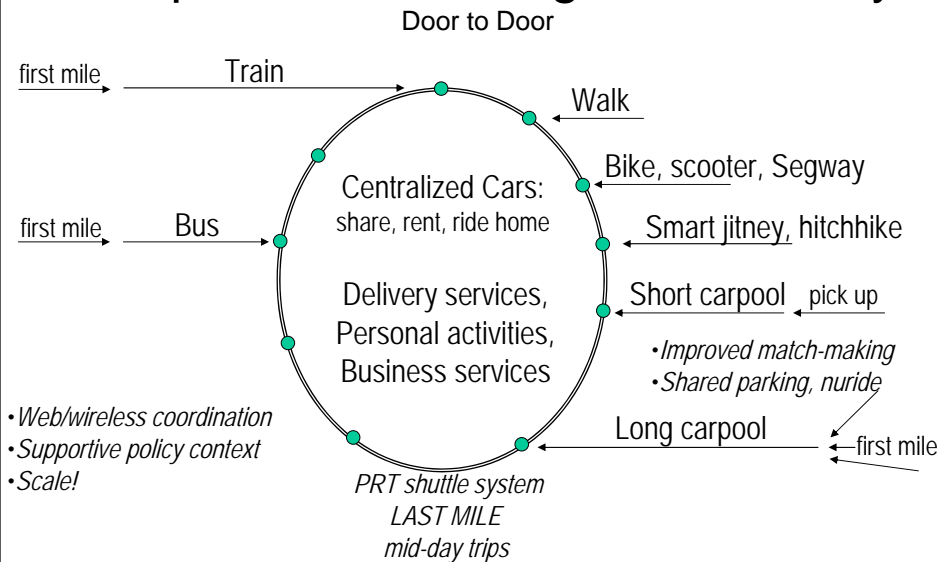 Door to Door
first mile
Train
Walk
Bike, scooter, Segway
Centralized Cars:
share, rent, ride home
first mile
Bus
Smart jitney, hitchhike
Delivery services,
Personal activities,
Business services
Short carpool
pick up
•Improved match-making
•Shared parking, nuride
•Web/wireless coordination
•Supportive policy context
•Scale!
Long carpool
first mile
PRT shuttle system
LAST MILE
mid-day trips